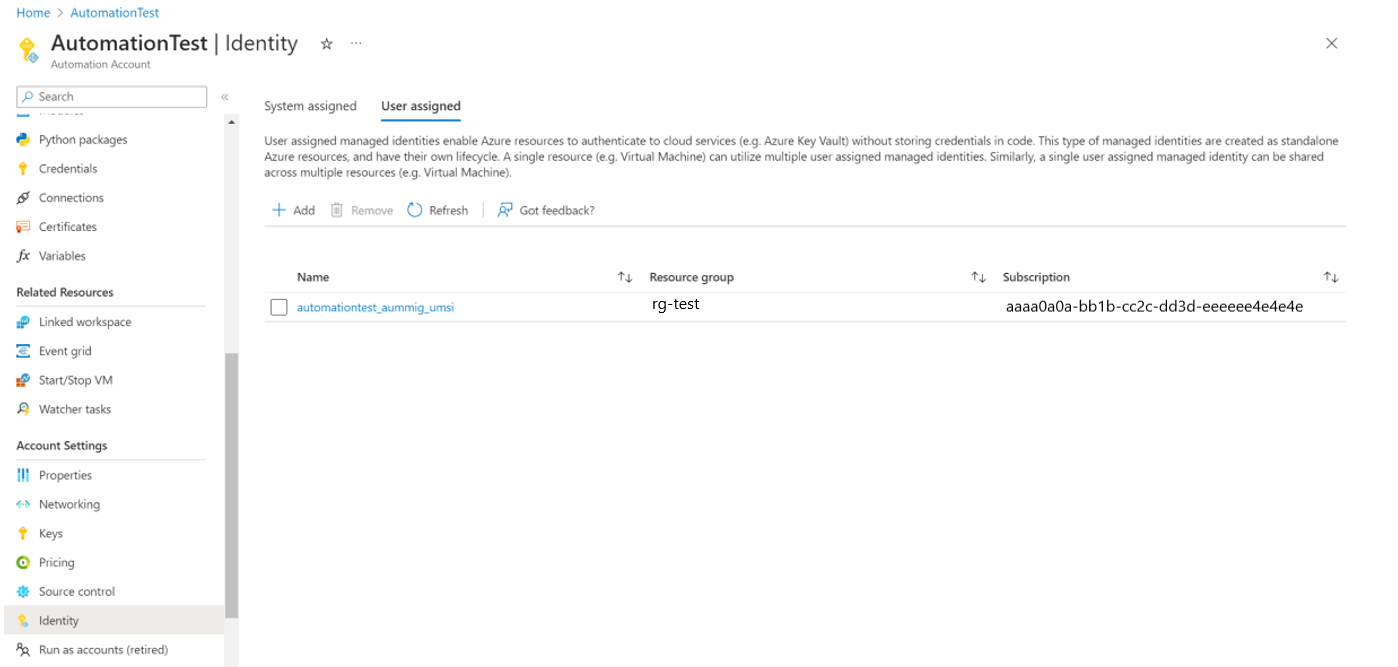 Home > AutomationTest
AutomationTest | Identity
Automation Account
Search
Python packages
Credentials
Connections
Certificates
Variables
Related Resources
Linked workspace
Event grid
Start/Stop VM
Watcher tasks
Account Settings
Properties
Networking
Keys
Pricing
Source control
Identity
Run as accounts (retired)
System assigned User assigned
User assigned managed identities enable Azure resources to authenticate to cloud services (e.g. Azure Key Vault) without storing credentials in code. This type of managed identities are created as standalone
Azure resources, and have their own lifecycle. A single resource (e.g. Virtual Machine) can utilize multiple user assigned managed identities. Similarly, a single user assigned managed identity can be shared
across multiple resources (e.g. Virtual Machine).
Add Remove Refresh Got feedback?
Name Resource group Subscription
automationtest_aummig_umsi rg-test aaaa0a0a-bb1b-cc2c-dd3d-eeeeee4e4e4e